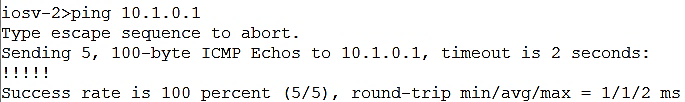 iosv-2>ping 10.1.0.1
Type escape sequence to abort.
Sending 5, 100-byte ICMP Echos to 10.1.0.1, timeout is 2 seconds:
!!!!!
Success rate is 100 percent (5/5), round-trip min/avg/max = 1/1/2 ms